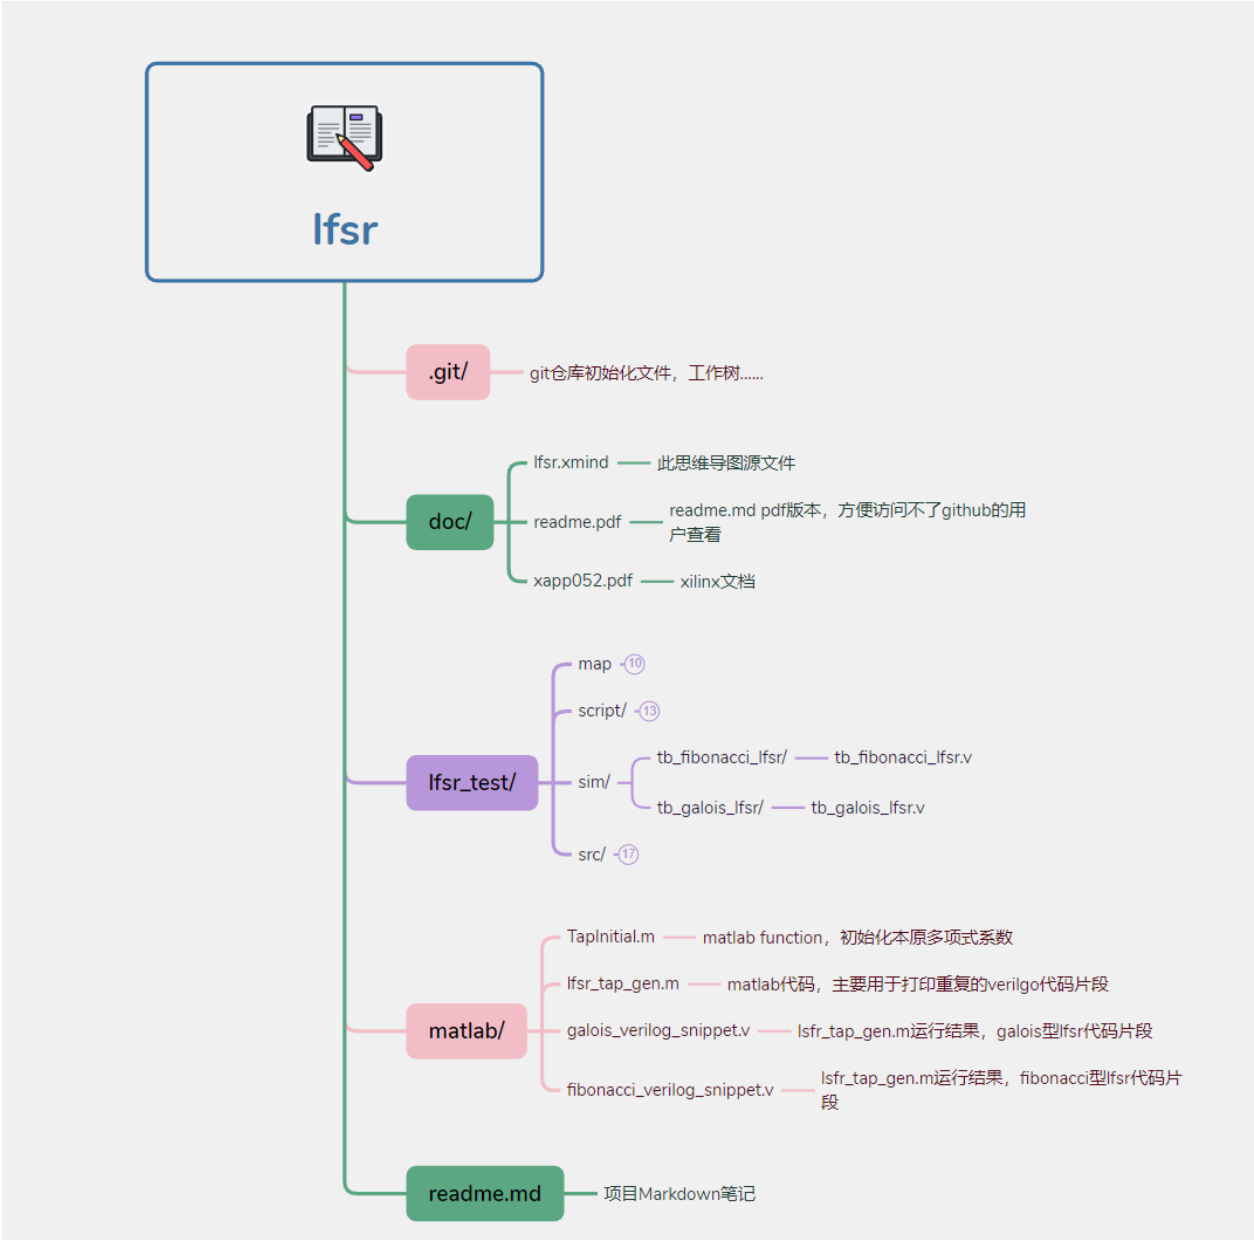 lfsr
.git/
git仓库初始化文件，工作树......
doc/
lfsr.xmind
此思维导图源文件
readme.pdf
readme.md pdf版本，方便访问不了github的用
户查看
xapp052.pdf
xilinx文档
lfsr_test/
map
10
script/
13
sim/
tb_fibonacci_lfsr/
tb_fibonacci_lfsr.v
tb_galois_lfsr/
tb_galois_lfsr.v
src/
17
matlab/
TapInitial.m
matlab function，初始化本原多项式系数
lfsr_tap_gen.m
matlab代码，主要用于打印重复的verilgo代码片段
galois_verilog_snippet.v
lsfr_tap_gen.m运行结果，galois型lfsr代码片段
fibonacci_verilog_snippet.v
lsfr_tap_gen.m运行结果，fibonacci型lfsr代码片
段
readme.md
项目Markdown笔记